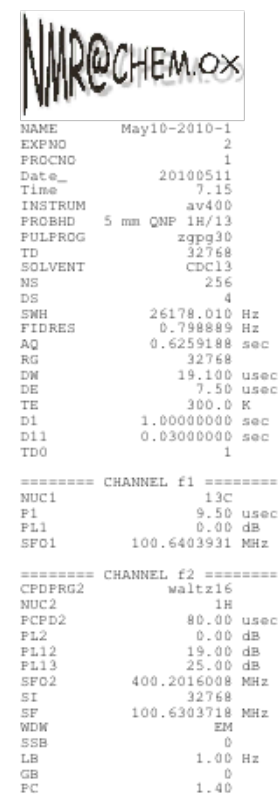 NMR@CHEM.OX
NAME May10-2010-1
EXPNO 2
PROCNO 1
Date_ 20100511
Time 7.15
INSTRUM av400
PROBHD 5 mm QNP 1H/13
PULPROG zgpg30
TD 32768
SOLVENT CDCl3
NS 256
DS 4
SWH 26178.010 Hz
FIDRES 0.798889 Hz
AQ 0.6259188 sec
RG 32768
DW 19.100 usec
DE 7.50 usec
TE 300.0 K
D1 1.00000000 sec
D11 0.03000000 sec
TD0 1
======== CHANNEL f1 ========
NUC1 13C
P1 9.50 usec
PL1 0.00 dB
SFO1 100.6403931 MHz
======== CHANNEL f2 ========
CPDPRG2 waltz16
NUC2 1H
PCPD2 80.00 usec
PL2 0.00 dB
PL12 19.00 dB
PL13 25.00 dB
SFO2 400.2016008 MHz
SI 32768
SF 100.6303718 MHz
WDW EM
SSB 0
LB 1.00 Hz
GB 0
PC 1.40